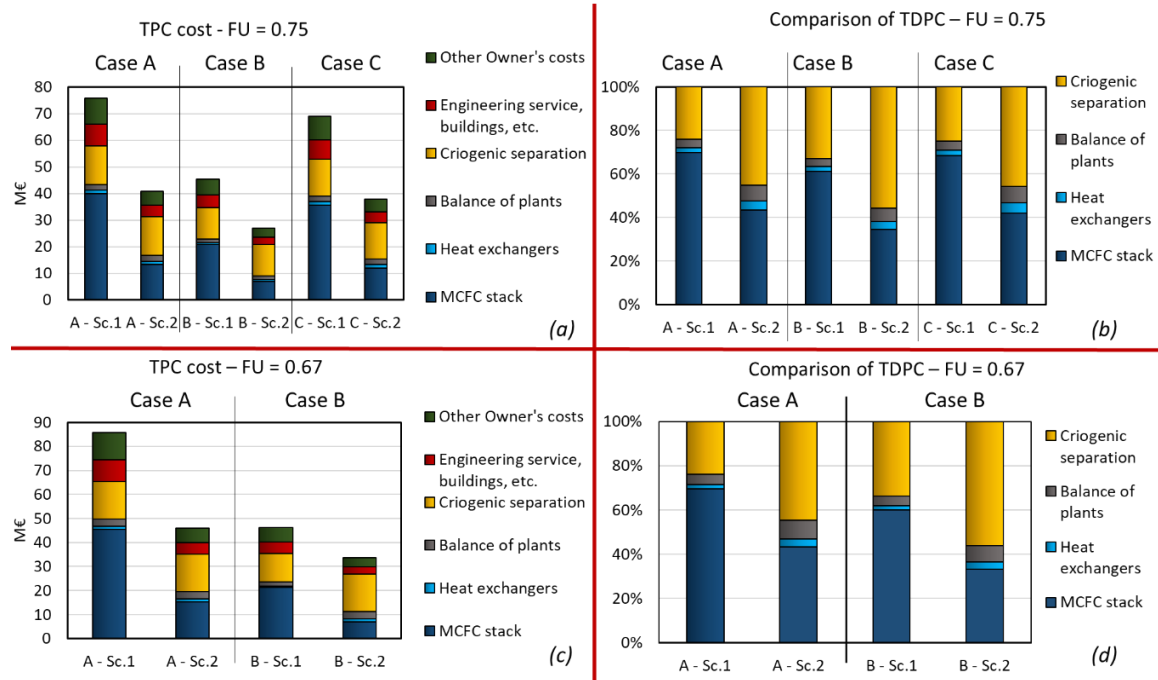 TPC cost - FU = 0.75
Case A
Case B
Case C
80
70
60
50
40
30
20
10
0
M€
A - Sc.1
A - Sc.2
B - Sc.1
B - Sc.2
C - Sc.1
C - Sc.2
Other Owner's costs
Engineering service,
buildings, etc.
Criogenic separation
Balance of plants
Heat exchangers
MCFC stack
(a)
Comparison of TDPC – FU = 0.75
Case A
Case B
Case C
100%
80%
60%
40%
20%
0%
A - Sc.1
A - Sc.2
B - Sc.1
B - Sc.2
C - Sc.1
C - Sc.2
Criogenic
separation
Balance of
plants
Heat
exchangers
MCFC stack
(b)
TPC cost – FU = 0.67
Case A
Case B
90
80
70
60
50
40
30
20
10
0
M€
A - Sc.1
A - Sc.2
B - Sc.1
B - Sc.2
Other Owner's costs
Engineering service,
buildings, etc.
Criogenic separation
Balance of plants
Heat exchangers
MCFC stack
(c)
Comparison of TDPC – FU = 0.67
Case A
Case B
100%
80%
60%
40%
20%
0%
A - Sc.1
A - Sc.2
B - Sc.1
B - Sc.2
Criogenic
separation
Balance of
plants
Heat
exchangers
MCFC stack
(d)